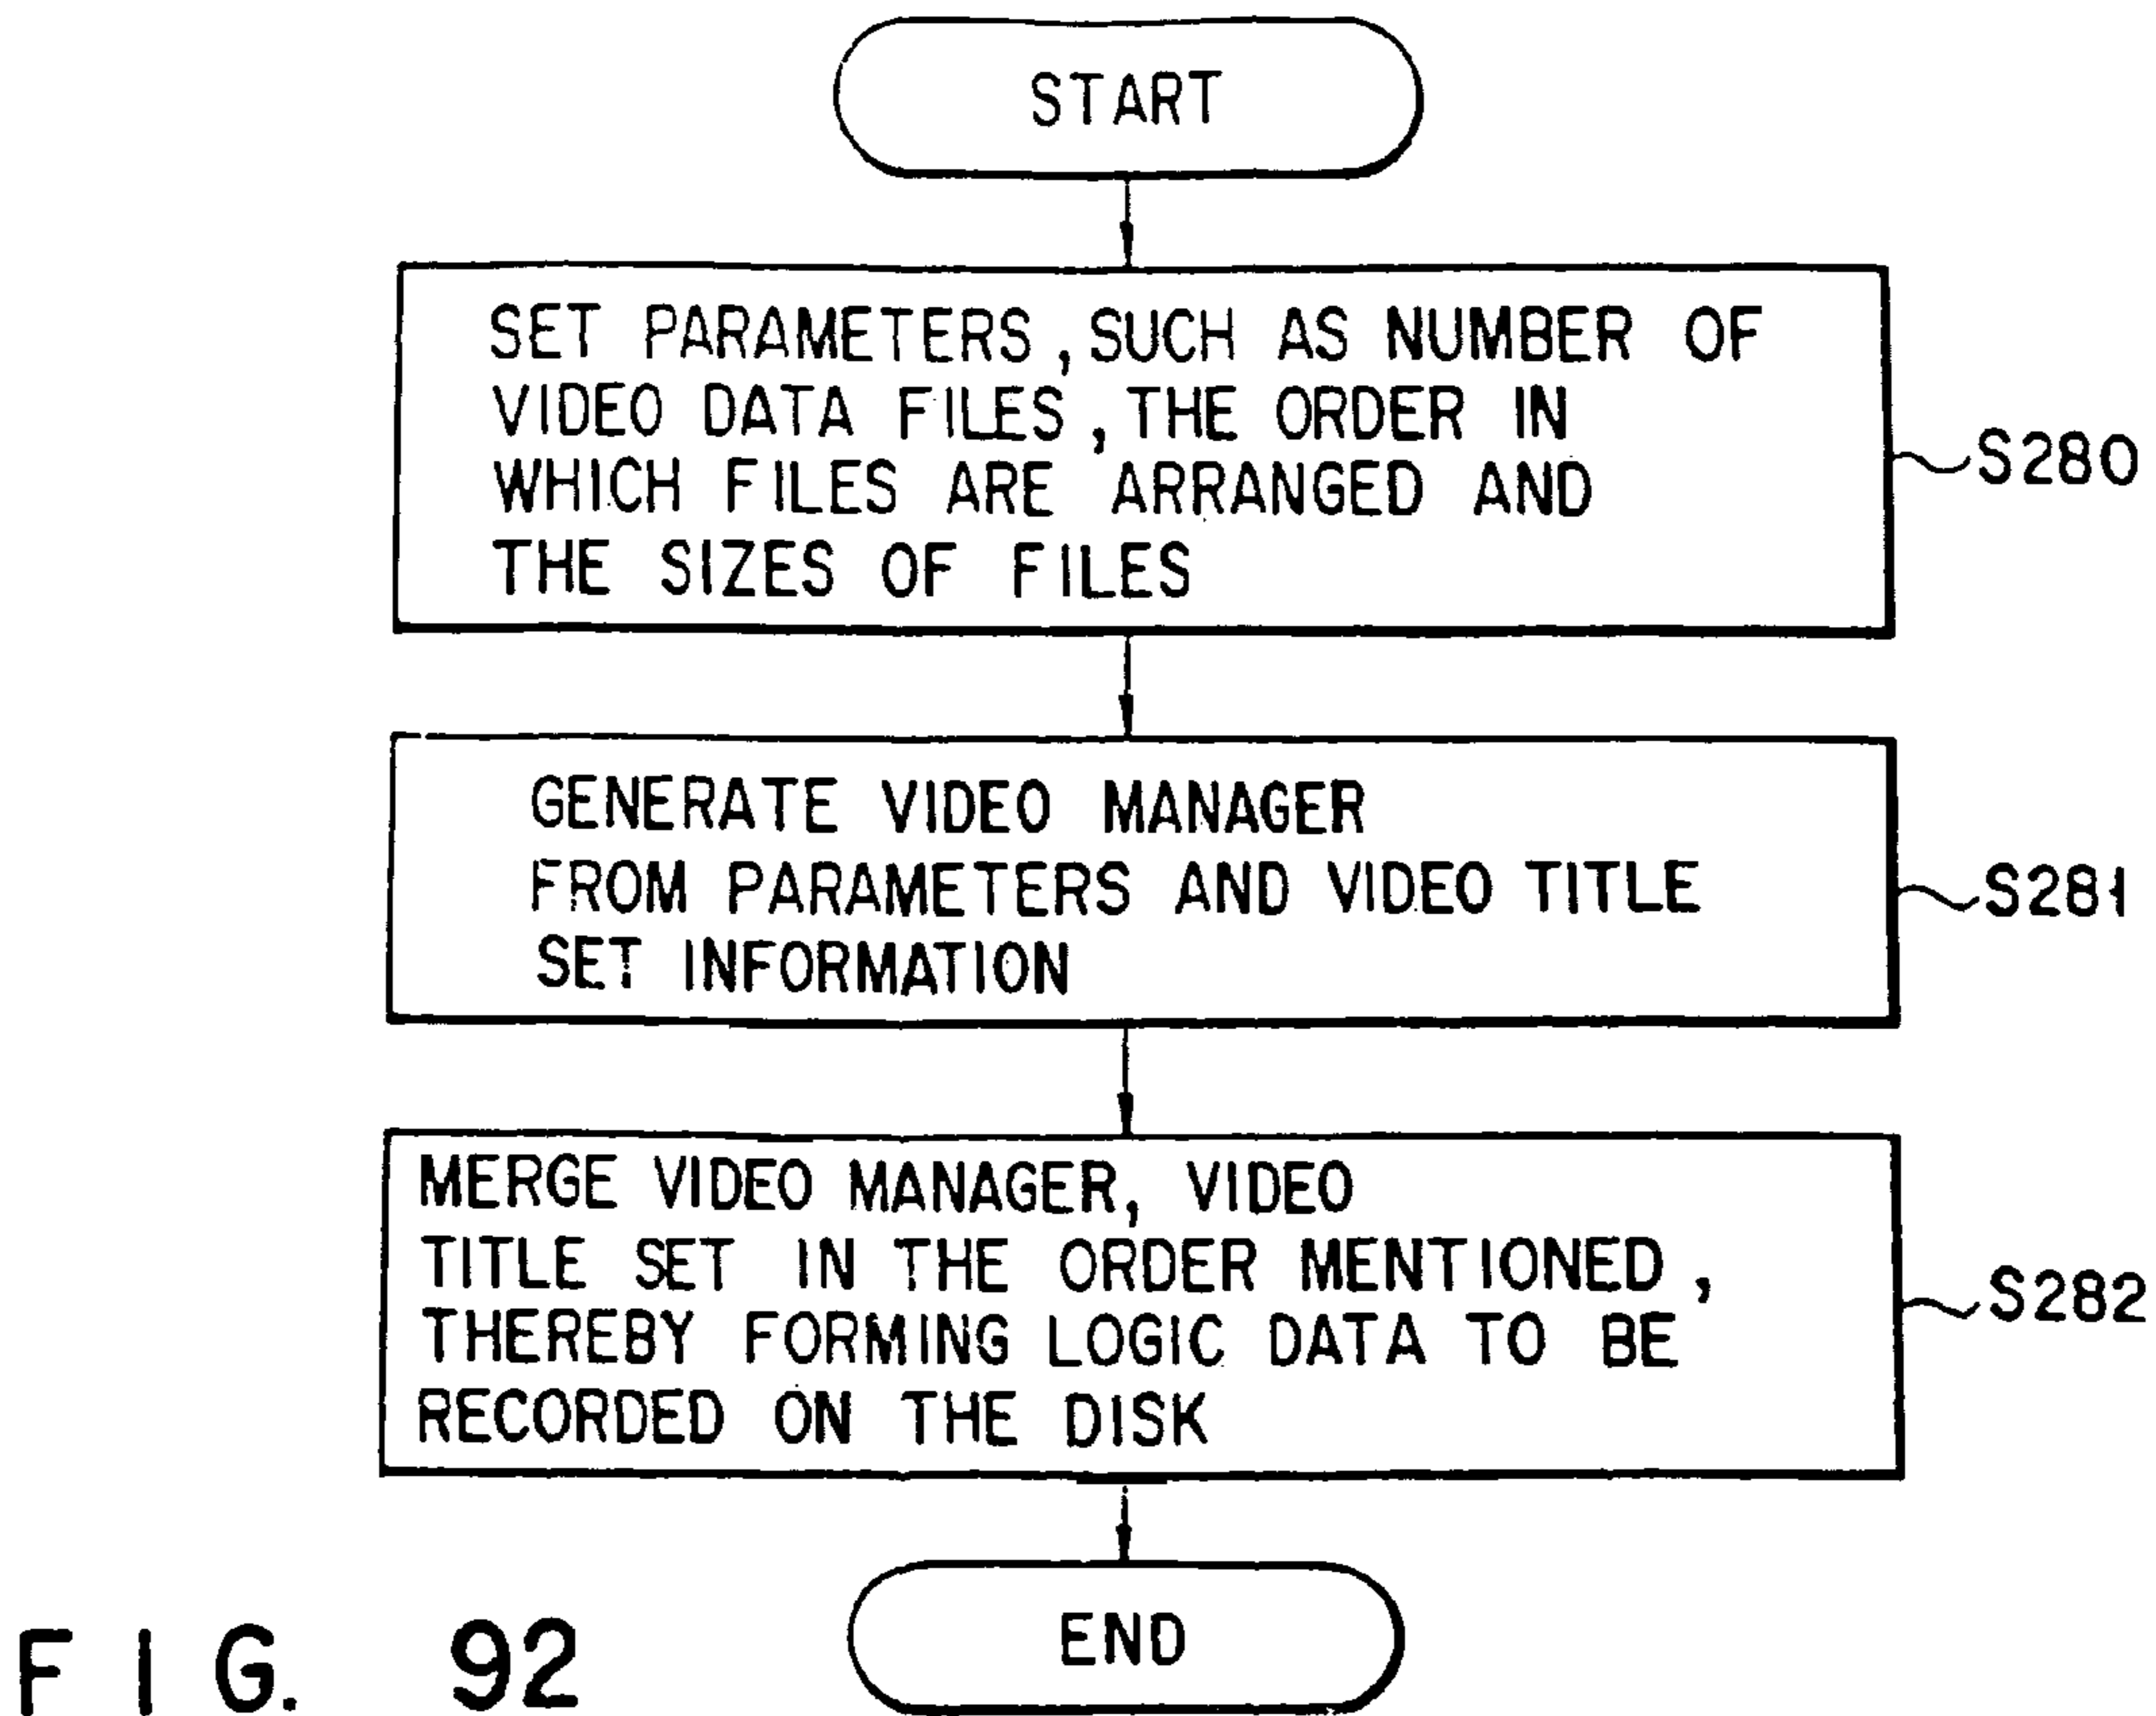 START
SET PARAMETERS, SUCH AS NUMBER OF
VIDEO DATA FILES, THE ORDER IN
WHICH FILES ARE ARRANGED AND
THE SIZES OF FILES
S280
GENERATE VIDEO MANAGER
FROM PARAMETERS AND VIDEO TITLE
SET INFORMATION
S281
MERGE VIDEO MANAGER, VIDEO
TITLE SET IN THE ORDER MENTIONED,
THEREBY FORMING LOGIC DATA TO BE
RECORDED ON THE DISK
S282
END
FIG. 92